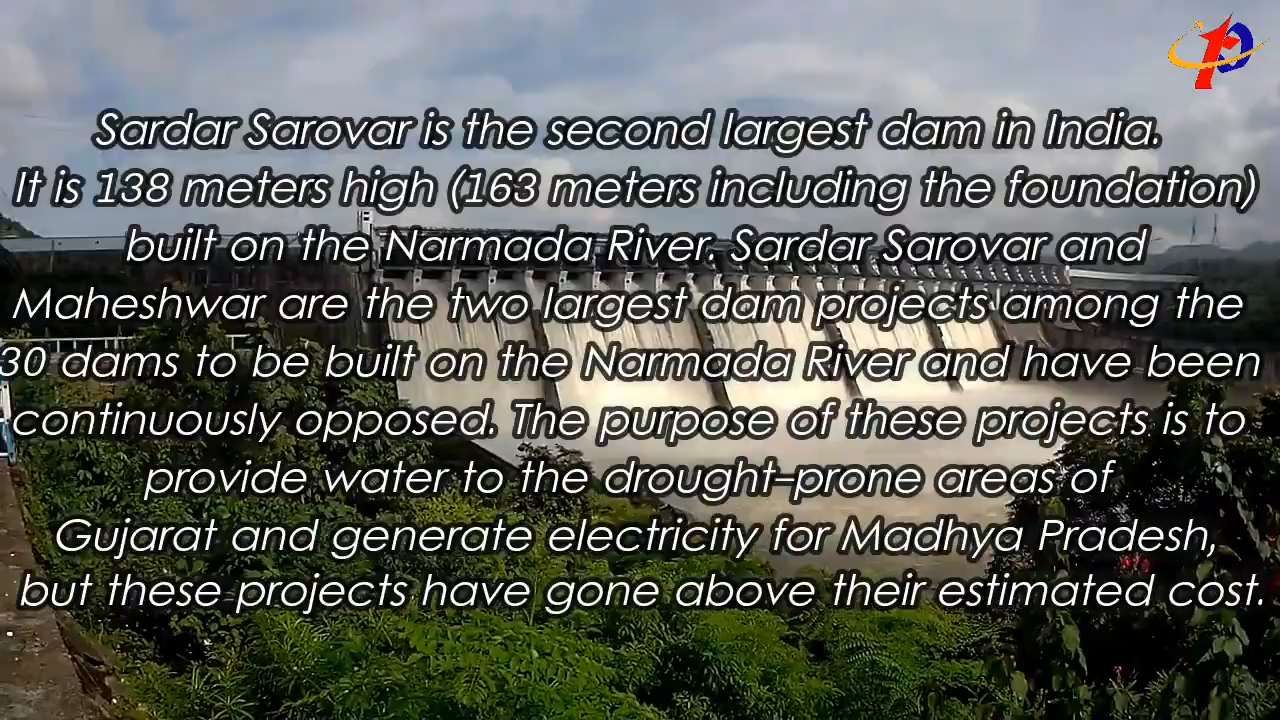 Sardar Sarovar is the second largest dam in India.
It is 138 meters high (163 meters including the foundation)
built on the Narmada River. Sardar Sarovar and
Maheshwar are the two largest dam projects among the
30 dams to be built on the Narmada River and have been
continuously opposed. The purpose of these projects is to
provide water to the drought-prone areas of
Gujarat and generate electricity for Madhya Pradesh,
but these projects have gone above their estimated cost.